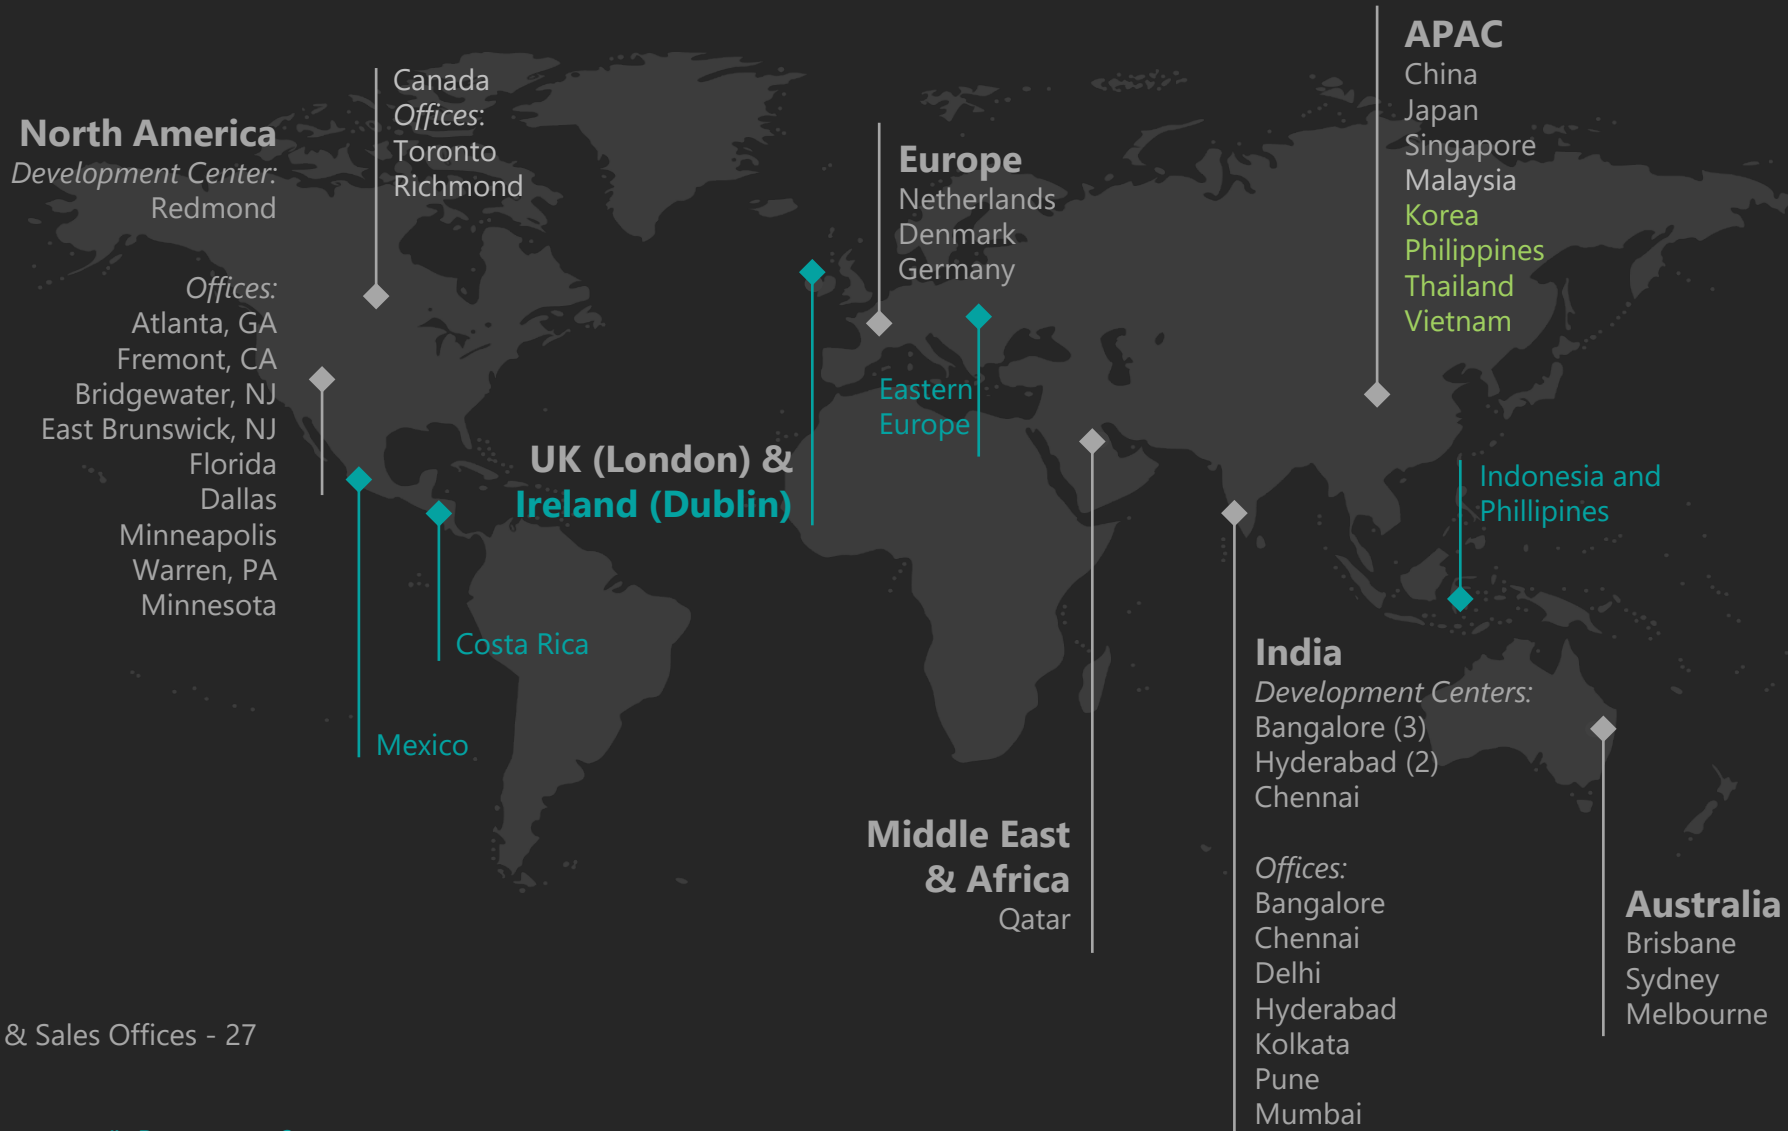 North America
Development Center:
Redmond
Offices:
Atlanta, GA
Fremont, CA
Bridgewater, NJ
East Brunswick, NJ
Florida
Dallas
Minneapolis
Warren, PA
Minnesota
Canada
Offices:
Toronto
Richmond
Mexico
Costa Rica
UK (London) &
Ireland (Dublin)
Europe
Netherlands
Denmark
Germany
Eastern
Europe
Middle East
& Africa
Qatar
APAC
China
Japan
Singapore
Malaysia
Korea
Philippines
Thailand
Vietnam
Indonesia and
Phillipines
India
Development Centers:
Bangalore (3)
Hyderabad (2)
Chennai
Offices:
Bangalore
Chennai
Delhi
Hyderabad
Kolkata
Pune
Mumbai
Australia
Brisbane
Sydney
Melbourne
& Sales Offices - 27